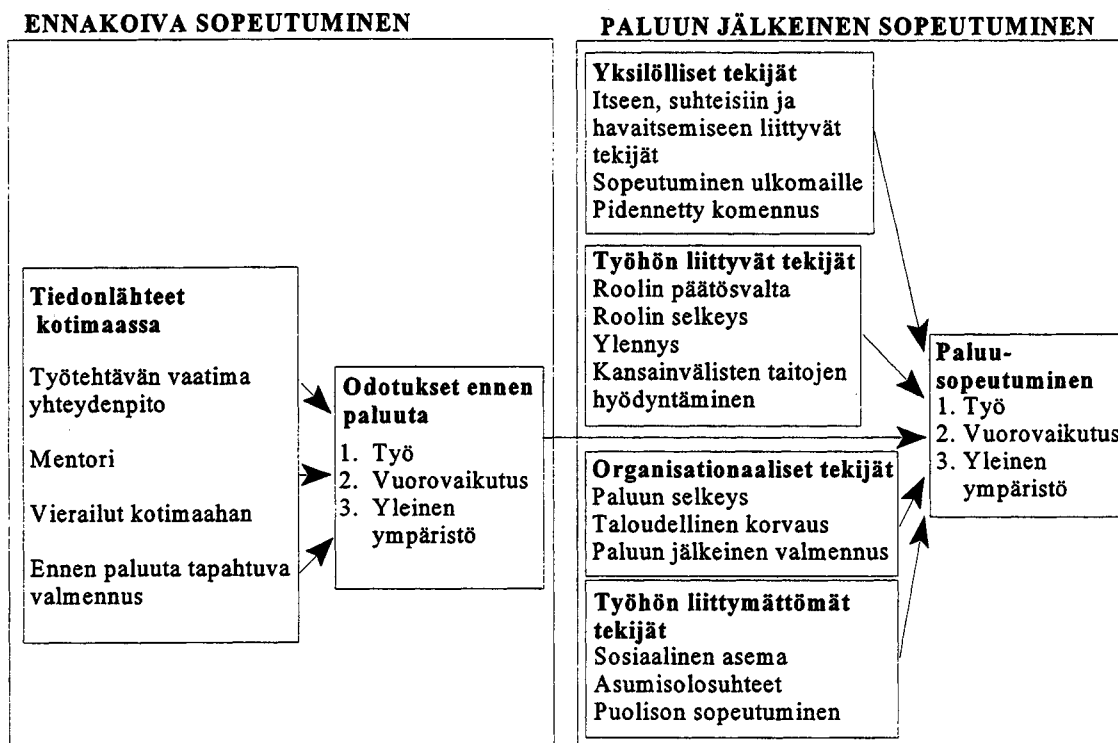 ENNAKOIVA SOPEUTUMINEN
Tiedonlähteet
kotimaassa
Työtehtävän vaatima
yhteydenpito
Mentori
Vierailut kotimaahan
Ennen paluuta tapahtuva
valmennus
Odotukset ennen
paluuta
1. Työ
2. Vuorovaikutus
3. Yleinen
ympäristö
PALUUN JÄLKEINEN SOPEUTUMINEN
Yksilölliset tekijät
Itseen, suhteisiin ja
havaitsemiseen liittyvät
tekijät
Sopeutuminen ulkomaille
Pidennetty komennus
Työhön liittyvät tekijät
Roolin päätösvalta
Roolin selkeys
Ylennys
Kansainvälisten taitojen
hyödyntäminen
Organisationaaliset tekijät
Paluun selkeys
Taloudellinen korvaus
Paluun jälkeinen valmennus
Työhön liittymättömät
tekijät
Sosiaalinen asema
Asumisolosuhteet
Puolison sopeutuminen
Paluu-
sopeutuminen
1. Työ
2. Vuorovaikutus
3. Yleinen
ympäristö